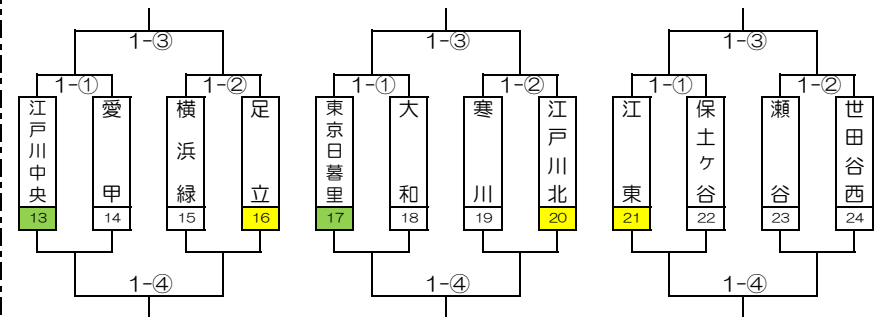 1-③ 1-③ 1-③
1-① 1-② 1-① 1-② 1-① 1-②
江戸川中央
愛甲
横浜緑
足立
東京日暮里
大和
寒川
江戸川北
江東
保土ケ谷
瀬谷
世田谷西
13 14 15 16 17 18 19 20 21 22 23 24
1-④ 1-④ 1-④